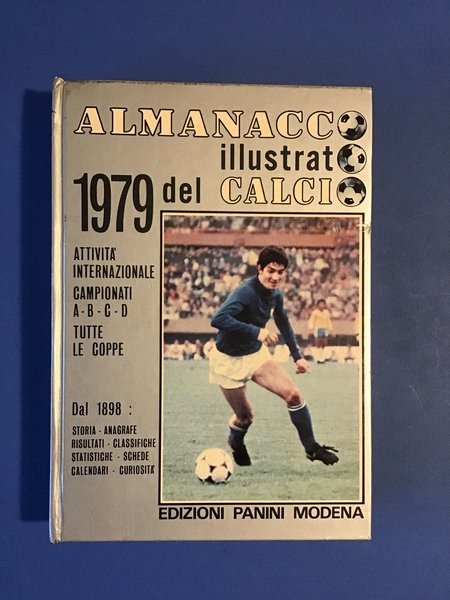 ALMANACCO
illustrato
1979 del CALCIO
ATTIVITA'
INTERNAZIONALE
CAMPIONATI
A-B-C-D
TUTTE
LE COPPE
Dal 1898 :
STORIA - ANAGRAFE
RISULTATI - CLASSIFICHE
STATISTICHE - SCHEDE
CALENDARI - CURIOSITA'
EDIZIONI PANINI MODENA